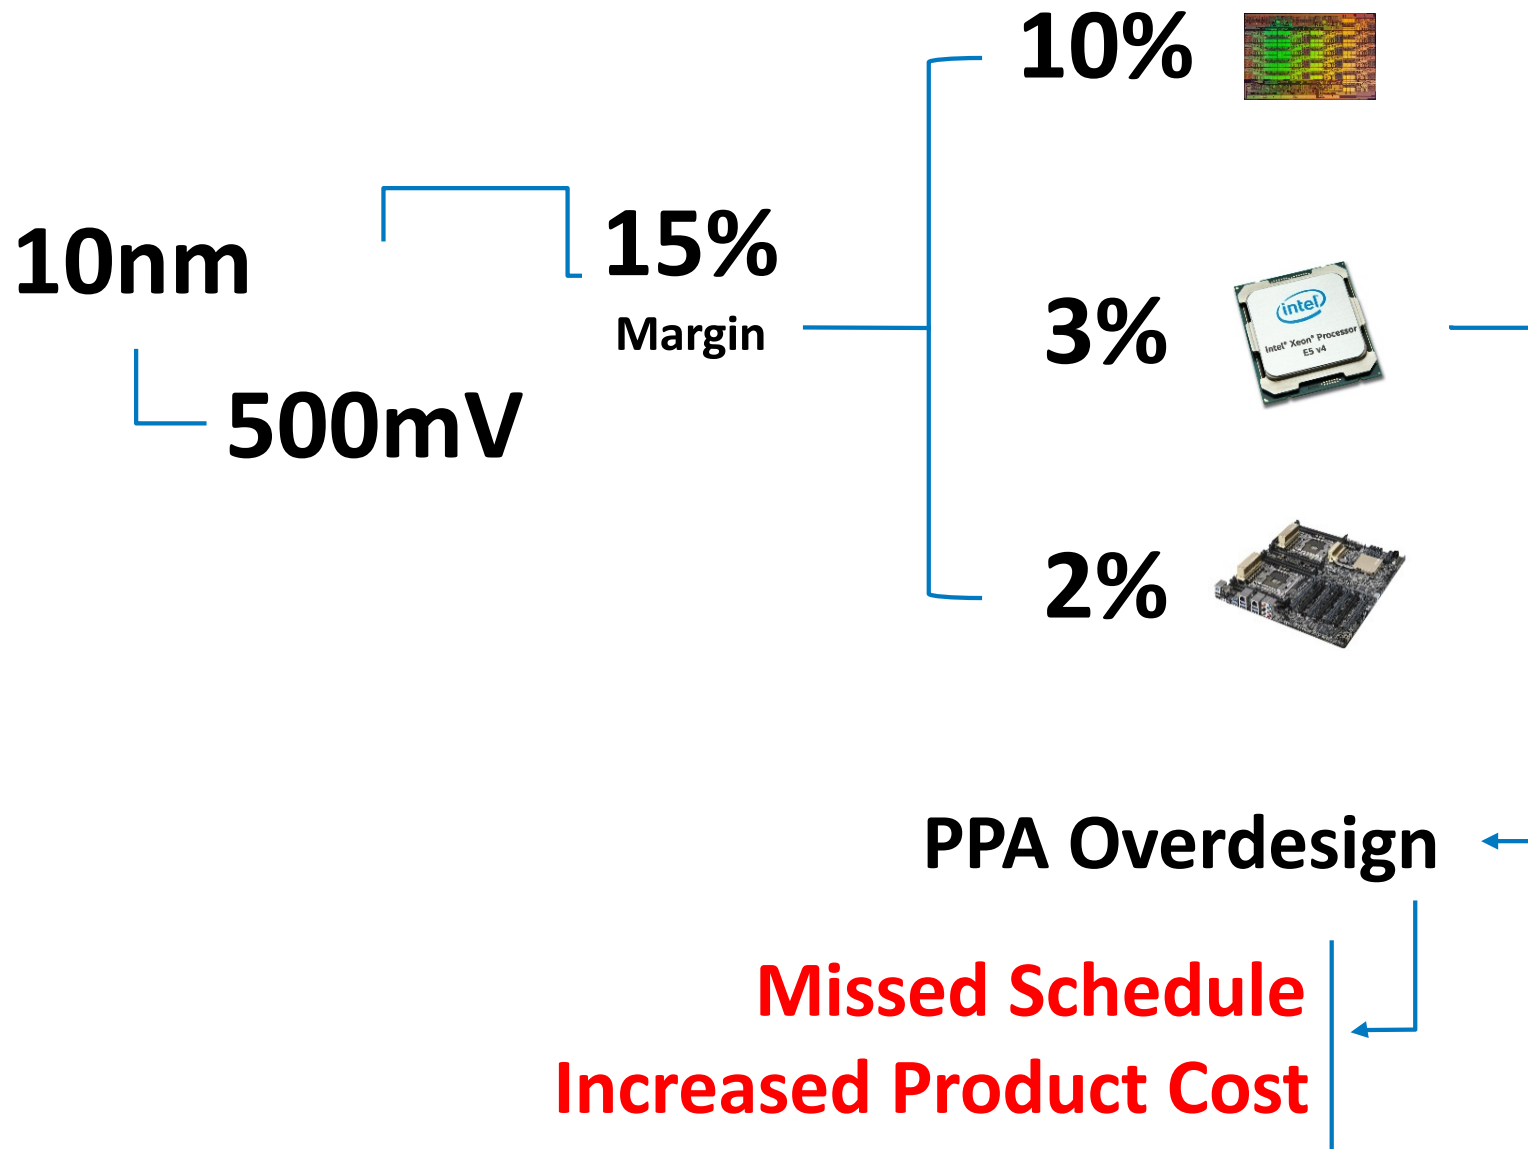 10nm
500mV
15%
Margin
10%
3%
intel
Intel® Xeon® Processor
E5 v4
2%
PPA Overdesign
Missed Schedule
Increased Product Cost